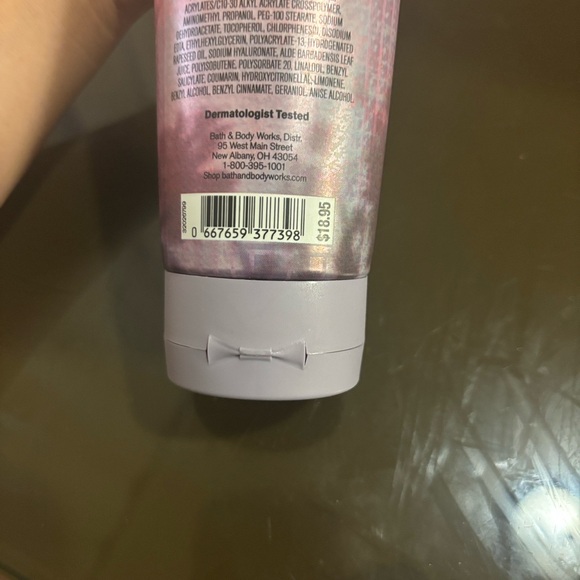 ACRYLATES/C10-30 ALKYL ACRYLATE CROSSPOLYMER,
AMINOMETHYL PROPANOL, PEG-100 STEARATE, SODIUM
DEHYDROACETATE, TOCOPHEROL, CHLORPHENESIN, DISODIUM
EDTA, ETHYLHEXYLGLYCERIN, POLYACRYLATE-13, HYDROGENATED
RAPESEED OIL, SODIUM HYALURONATE, ALOE BARBADENSIS LEAF
JUICE, POLYISOBUTENE, POLYSORBATE 20, LINALOOL, BENZYL
SALICYLATE, COUMARIN, HYDROXYCITRONELLAL, LIMONENE,
BENZYL ALCOHOL, BENZYL CINNAMATE, GERANIOL, ANISE ALCOHOL.
Dermatologist Tested
Bath & Body Works, Distr.
95 West Main Street
New Albany, OH 43054
1-800-395-1001
Shop bathandbodyworks.com
0 667659 377398
$18.95